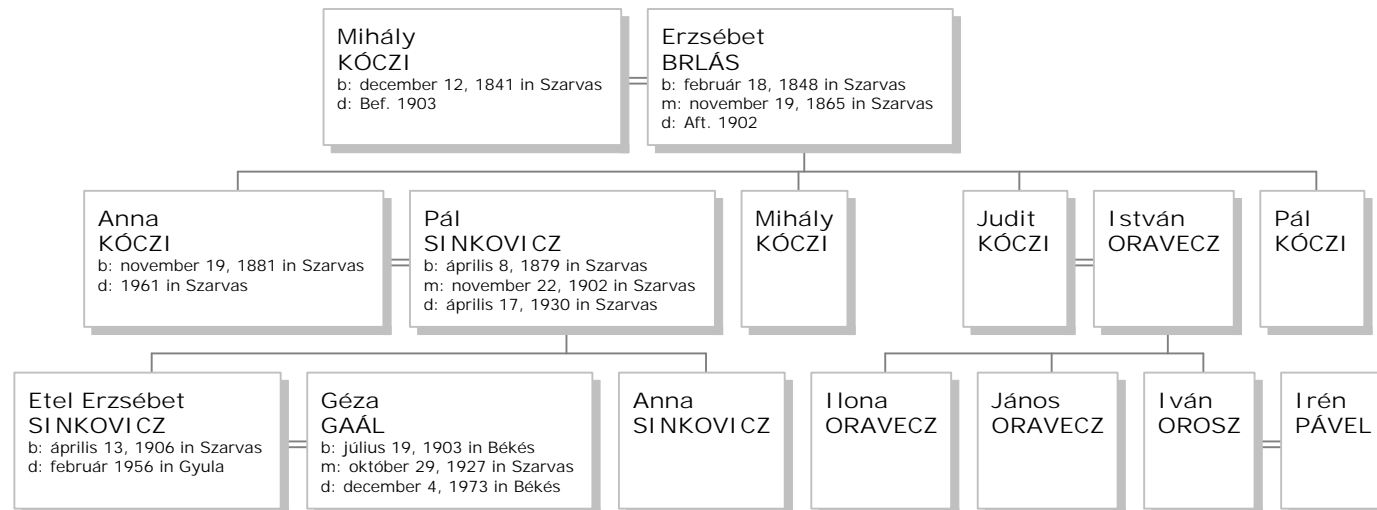 Mihály
KÓCZI
b: december 12, 1841 in Szarvas
d: Bef. 1903
Erzsébet
BRLÁS
b: február 18, 1848 in Szarvas
m: november 19, 1865 in Szarvas
d: Aft. 1902
Anna
KÓCZI
b: november 19, 1881 in Szarvas
d: 1961 in Szarvas
Pál
SINKOVICZ
b: április 8, 1879 in Szarvas
m: november 22, 1902 in Szarvas
d: április 17, 1930 in Szarvas
Mihály
KÓCZI
Judit
KÓCZI
István
ORAVECZ
Pál
KÓCZI
Etel Erzsébet
SINKOVICZ
b: április 13, 1906 in Szarvas
d: február 1956 in Gyula
Géza
GAÁL
b: július 19, 1903 in Békés
m: október 29, 1927 in Szarvas
d: december 4, 1973 in Békés
Anna
SINKOVICZ
Ilona
ORAVECZ
János
ORAVECZ
Iván
OROSZ
Irén
PÁVEL